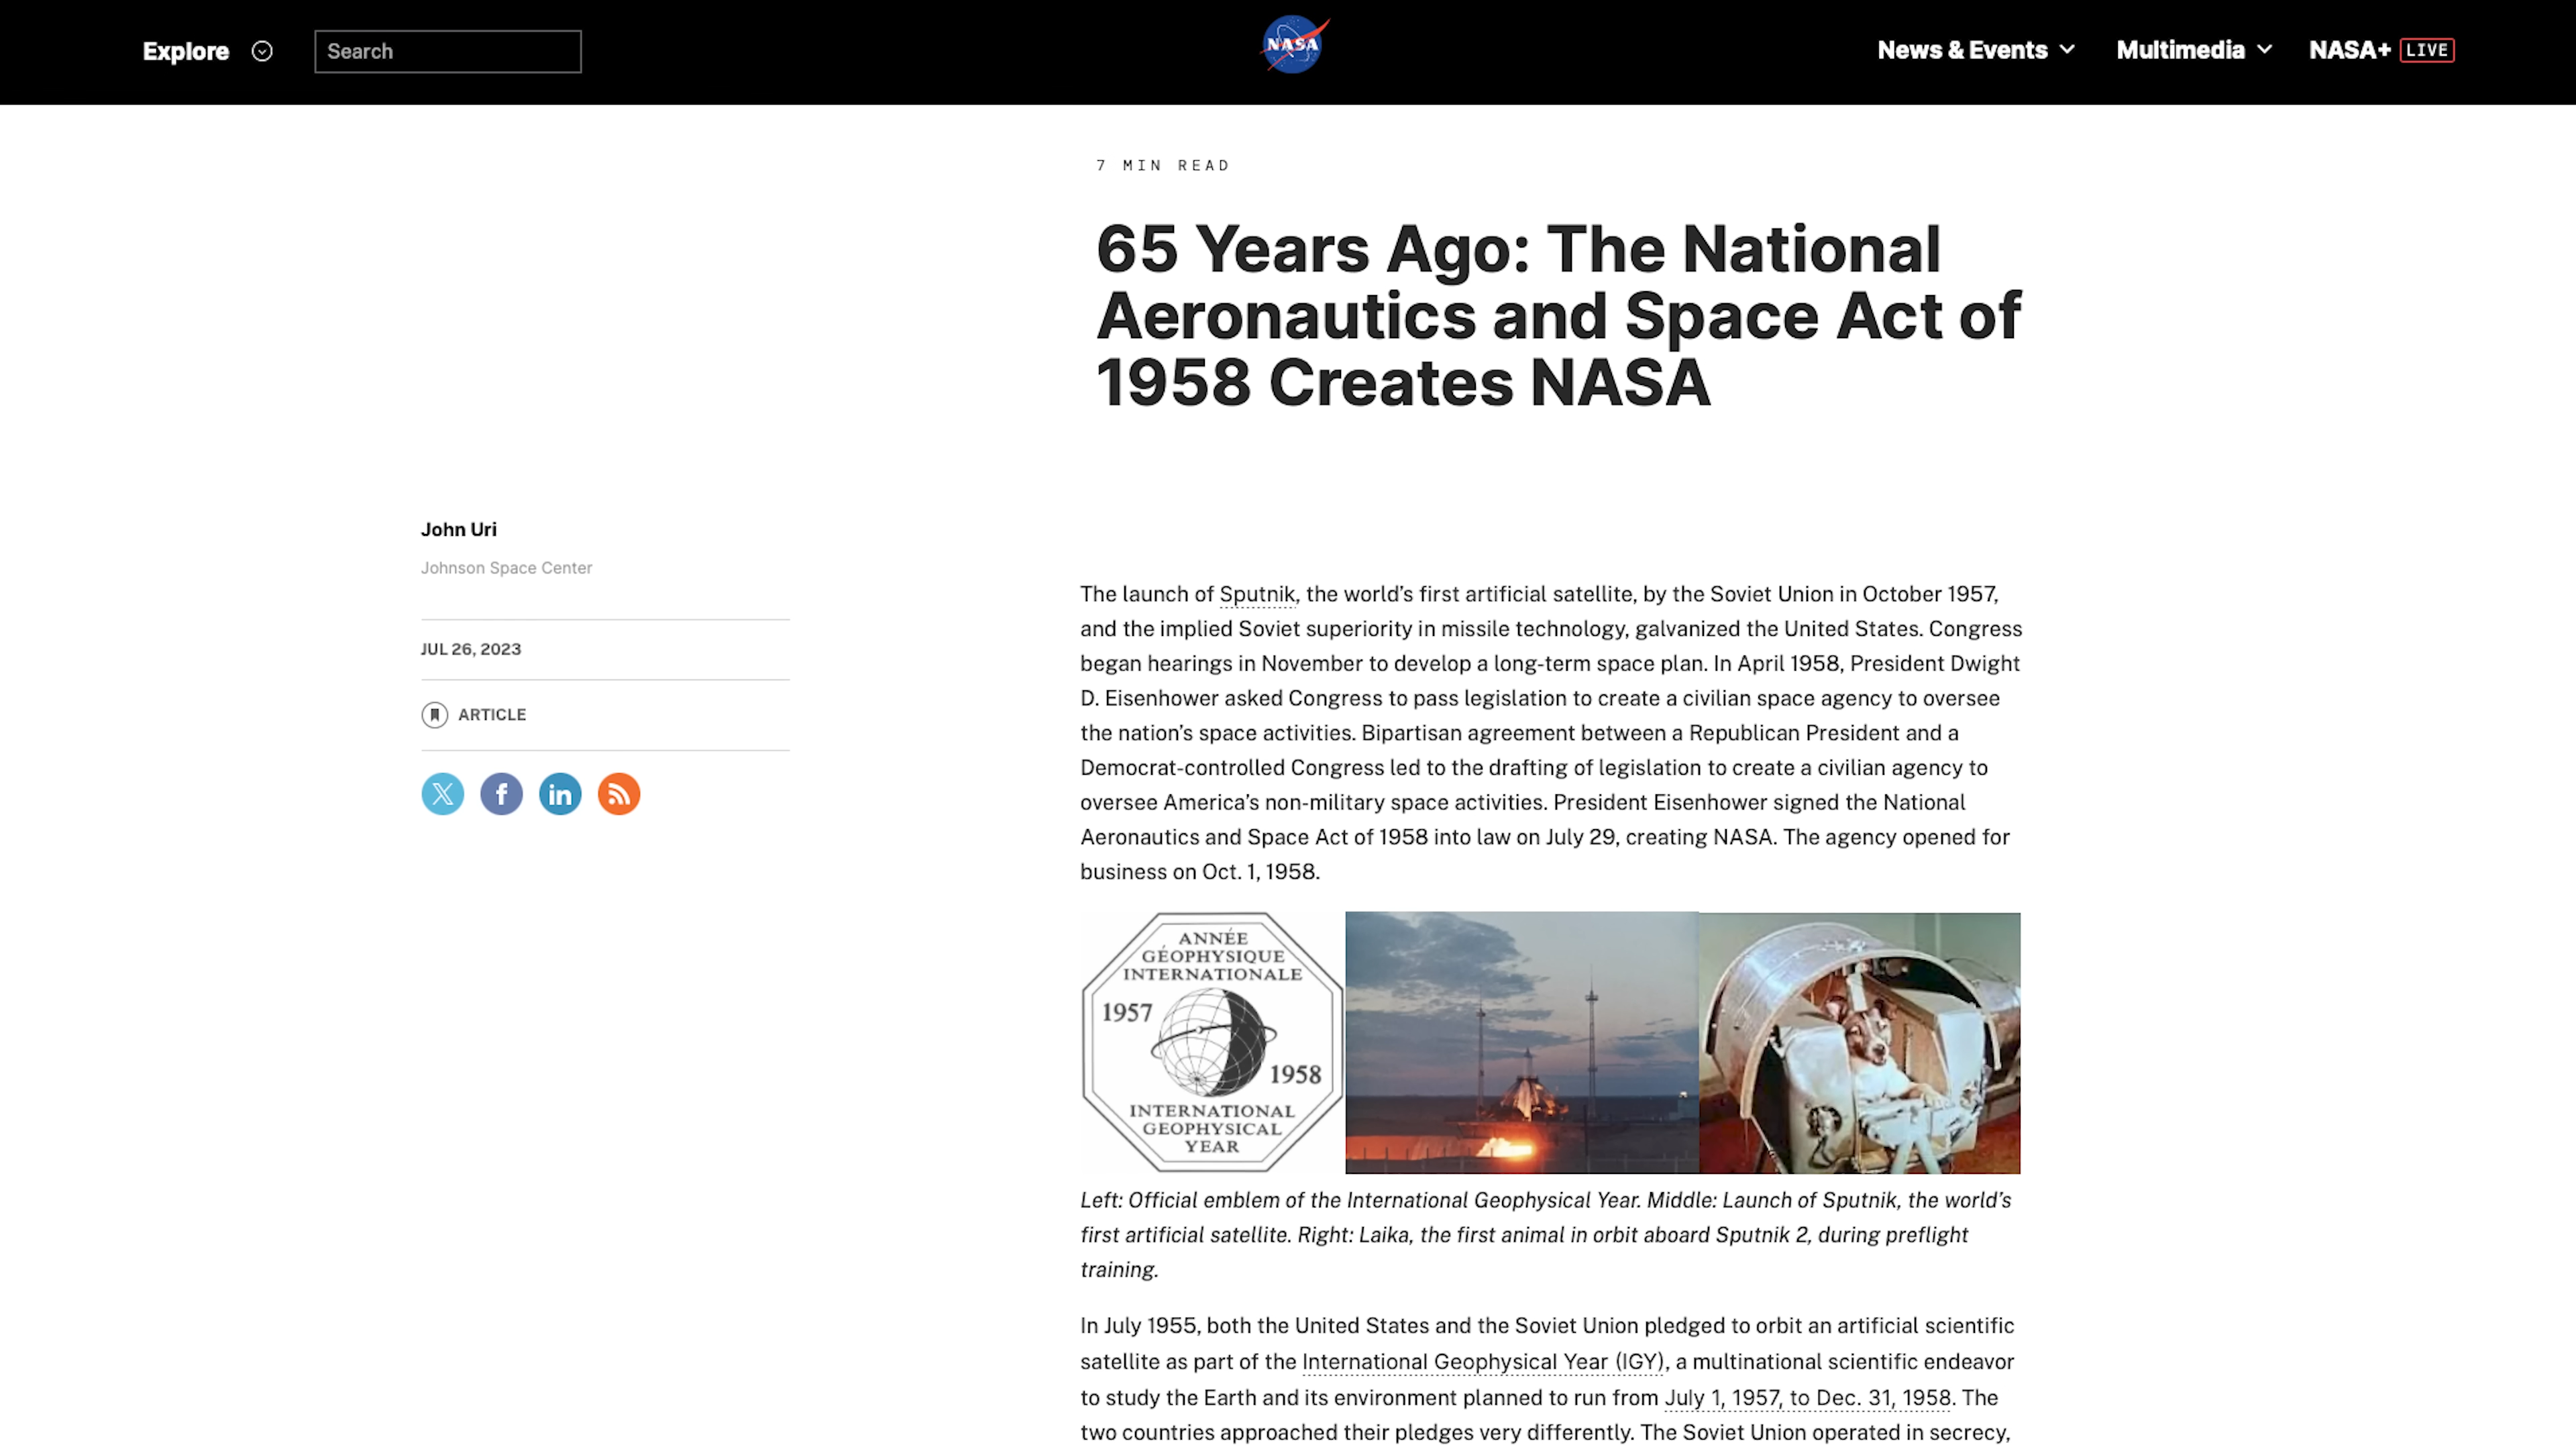 Explore
Search
NASA
News & Events
Multimedia
NASA+ LIVE
7 MIN READ
65 Years Ago: The National
Aeronautics and Space Act of
1958 Creates NASA
John Uri
Johnson Space Center
JUL 26, 2023
ARTICLE
The launch of Sputnik, the world’s first artificial satellite, by the Soviet Union in October 1957,
and the implied Soviet superiority in missile technology, galvanized the United States. Congress
began hearings in November to develop a long-term space plan. In April 1958, President Dwight
D. Eisenhower asked Congress to pass legislation to create a civilian space agency to oversee
the nation’s space activities. Bipartisan agreement between a Republican President and a
Democrat-controlled Congress led to the drafting of legislation to create a civilian agency to
oversee America’s non-military space activities. President Eisenhower signed the National
Aeronautics and Space Act of 1958 into law on July 29, creating NASA. The agency opened for
business on Oct. 1, 1958.
ANNÉE
GÉOPHYSIQUE
INTERNATIONALE
1957
1958
INTERNATIONAL
GEOPHYSICAL
YEAR
Left: Official emblem of the International Geophysical Year. Middle: Launch of Sputnik, the world’s
first artificial satellite. Right: Laika, the first animal in orbit aboard Sputnik 2, during preflight
training.
In July 1955, both the United States and the Soviet Union pledged to orbit an artificial scientific
satellite as part of the International Geophysical Year (IGY), a multinational scientific endeavor
to study the Earth and its environment planned to run from July 1, 1957, to Dec. 31, 1958. The
two countries approached their pledges very differently. The Soviet Union operated in secrecy,